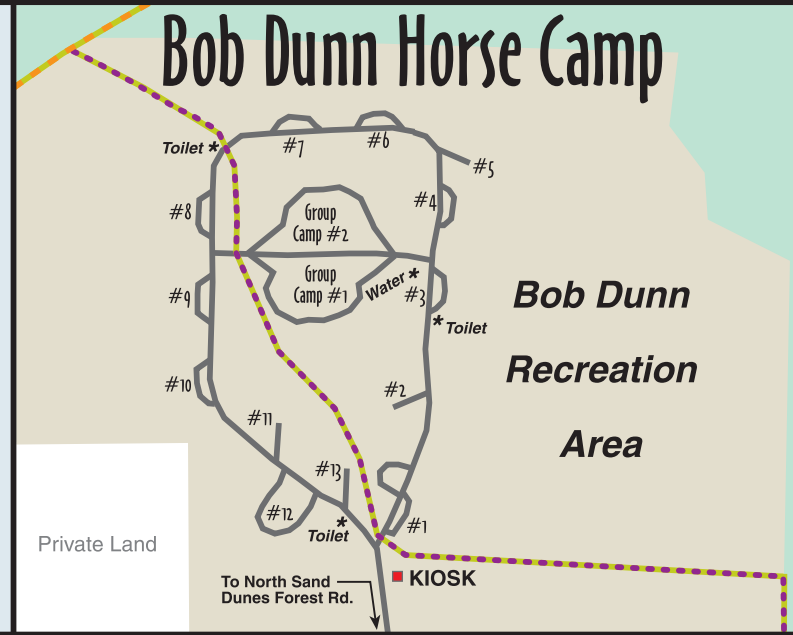 Bob Dunn Horse Camp
Toilet *
#7
#6
#5
#8
#4
Group
Camp #2
Group
Camp #1
Water *
#9
#3
* Toilet
Bob Dunn
Recreation
Area
#10
#2
#11
#13
#12
*
Toilet
#1
Private Land
KIOSK
To North Sand
Dunes Forest Rd.